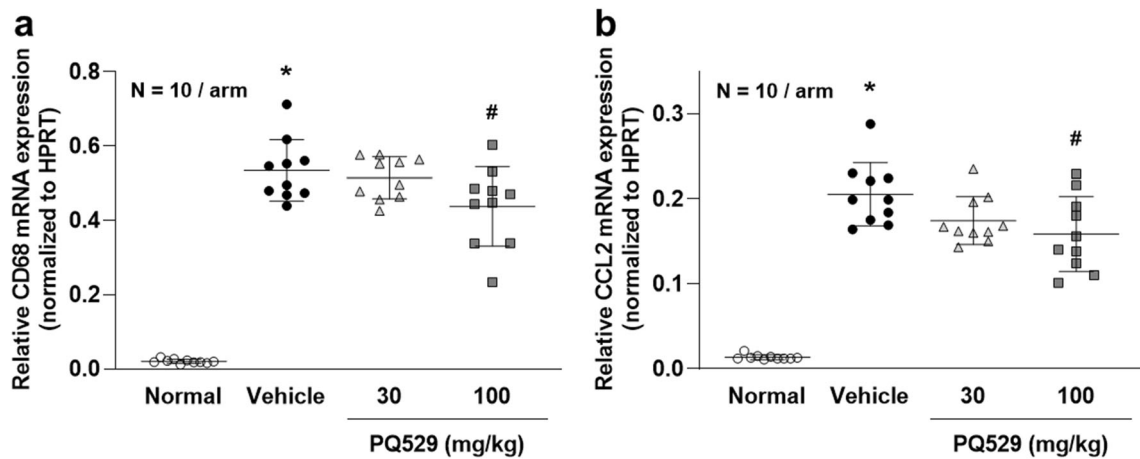 a
Relative CD68 mRNA expression
(normalized to HPRT)
0.8
0.6
0.4
0.2
0.0
N = 10 / arm
*
#
Normal Vehicle 30 100
PQ529 (mg/kg)
b
Relative CCL2 mRNA expression
(normalized to HPRT)
0.3
0.2
0.1
0.0
N = 10 / arm
*
#
Normal Vehicle 30 100
PQ529 (mg/kg)